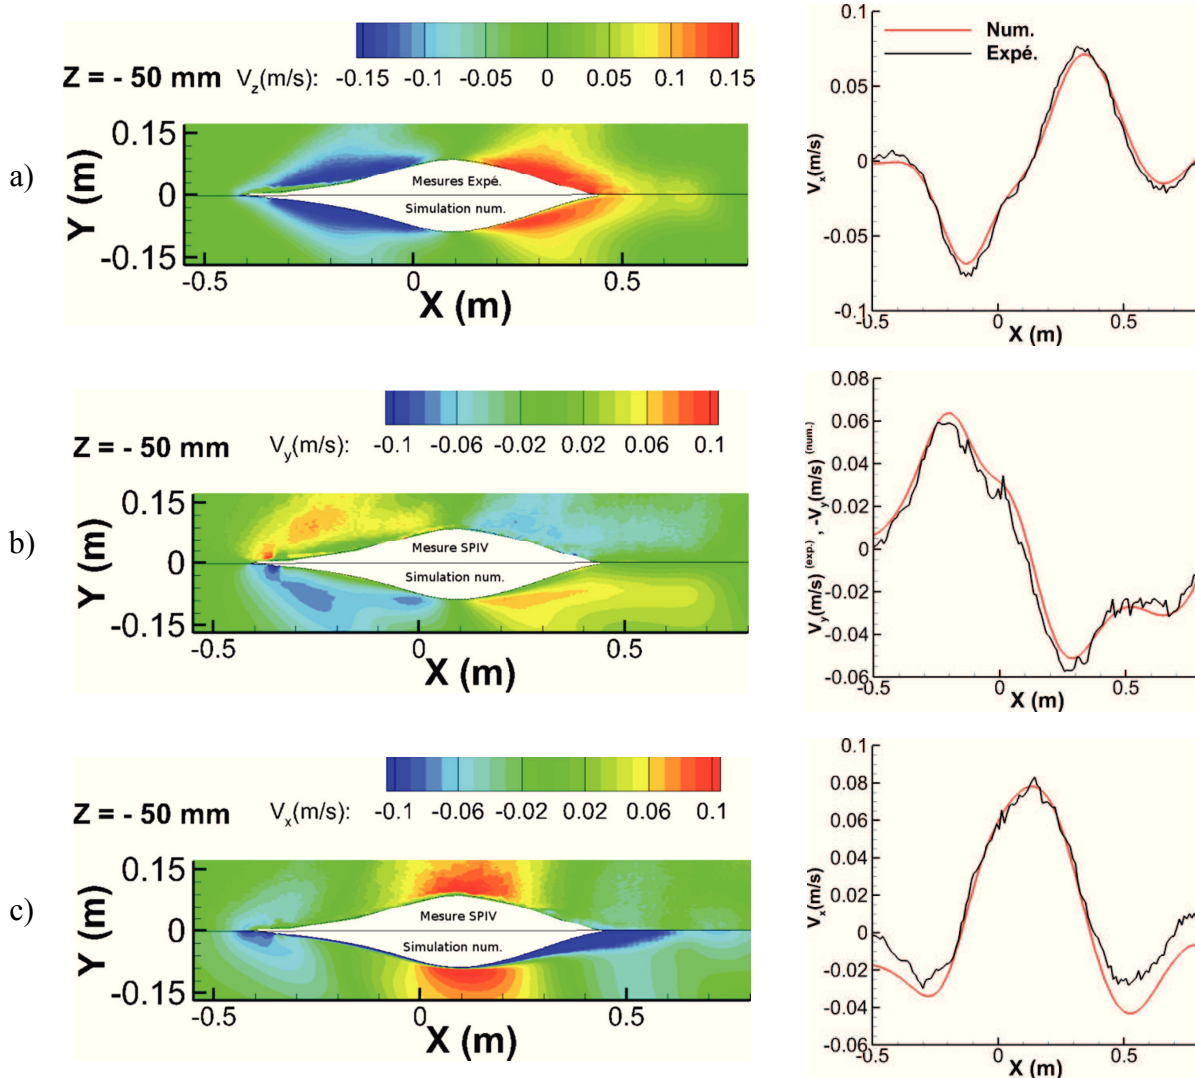 a)
Z = - 50 mm
Vz(m/s): -0.15 -0.1 -0.05 0 0.05 0.1 0.15
Y (m)
0.15
0
-0.15
Mesures Expé.
Simulation num.
-0.5 0 0.5
X (m)
Num.
Expé.
Vx(m/s)
0.1
0.05
0
-0.05
-0.1
-0.5 0 0.5
X (m)
b)
Z = - 50 mm
Vy(m/s): -0.1 -0.06 -0.02 0.02 0.06 0.1
Y (m)
0.15
0
-0.15
Mesure SPIV
Simulation num.
-0.5 0 0.5
X (m)
Vy(m/s) (exp.) , -Vy(m/s) (num.)
0.08
0.06
0.04
0.02
0
-0.02
-0.04
-0.06
-0.5 0 0.5
X (m)
c)
Z = - 50 mm
Vx(m/s): -0.1 -0.06 -0.02 0.02 0.06 0.1
Y (m)
0.15
0
-0.15
Mesure SPIV
Simulation num.
-0.5 0 0.5
X (m)
Vx(m/s)
0.1
0.08
0.06
0.04
0.02
0
-0.02
-0.04
-0.06
-0.5 0 0.5
X (m)